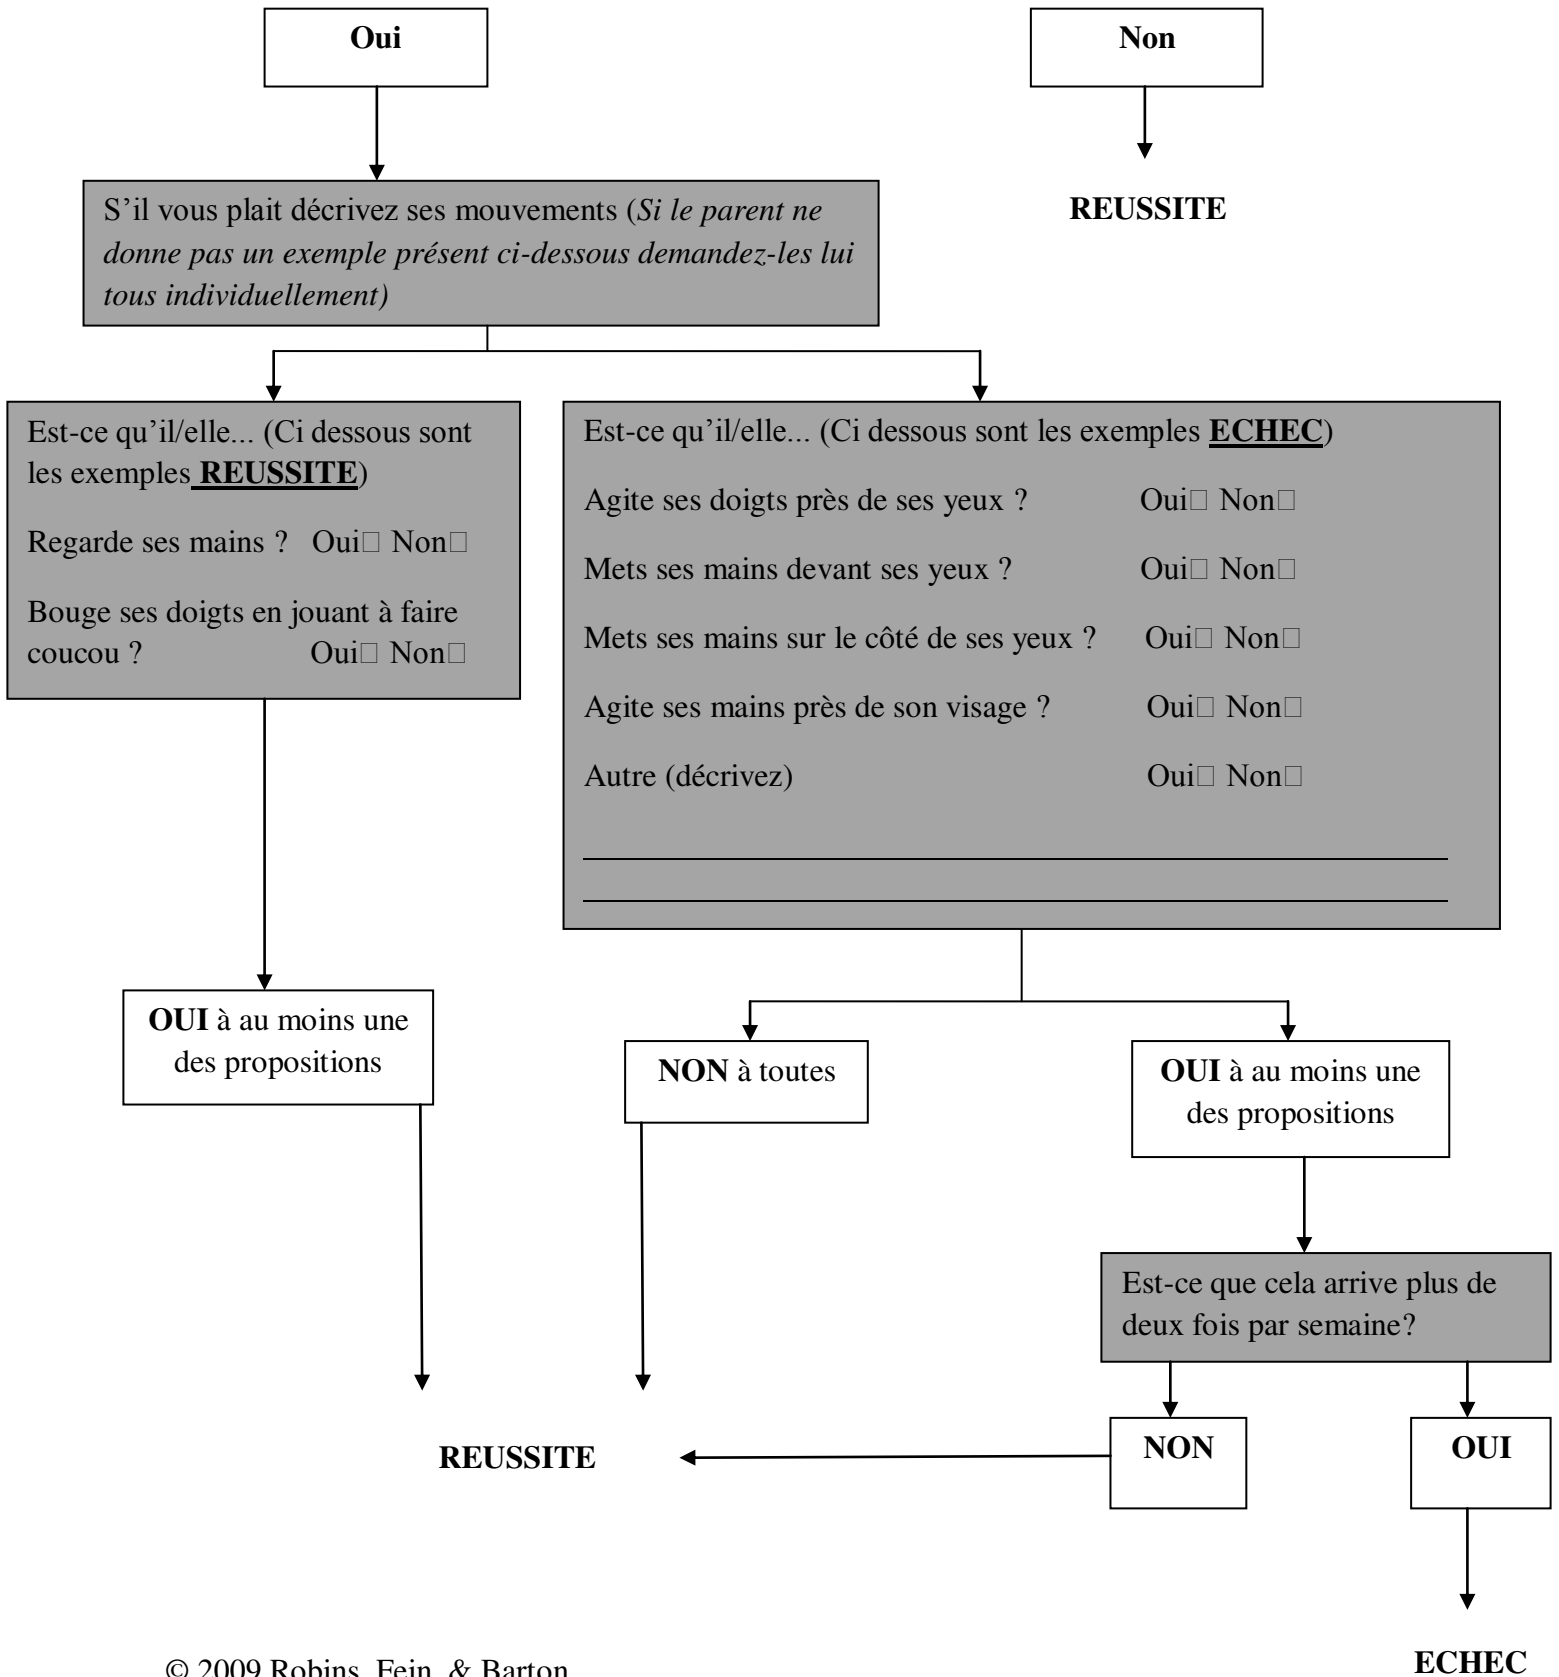 Oui
Non
REUSSITE
S’il vous plait décrivez ses mouvements (Si le parent ne
donne pas un exemple présent ci-dessous demandez-les lui
tous individuellement)
Est-ce qu’il/elle... (Ci dessous sont
les exemples REUSSITE)
Regarde ses mains ? Oui□ Non□
Bouge ses doigts en jouant à faire
coucou ? Oui□ Non□
Est-ce qu’il/elle... (Ci dessous sont les exemples ECHEC)
Agite ses doigts près de ses yeux ? Oui□ Non□
Mets ses mains devant ses yeux ? Oui□ Non□
Mets ses mains sur le côté de ses yeux ? Oui□ Non□
Agite ses mains près de son visage ? Oui□ Non□
Autre (décrivez) Oui□ Non□
OUI à au moins une
des propositions
NON à toutes
OUI à au moins une
des propositions
Est-ce que cela arrive plus de
deux fois par semaine?
REUSSITE
NON
OUI
ECHEC
© 2009 Robins, Fein, & Barton